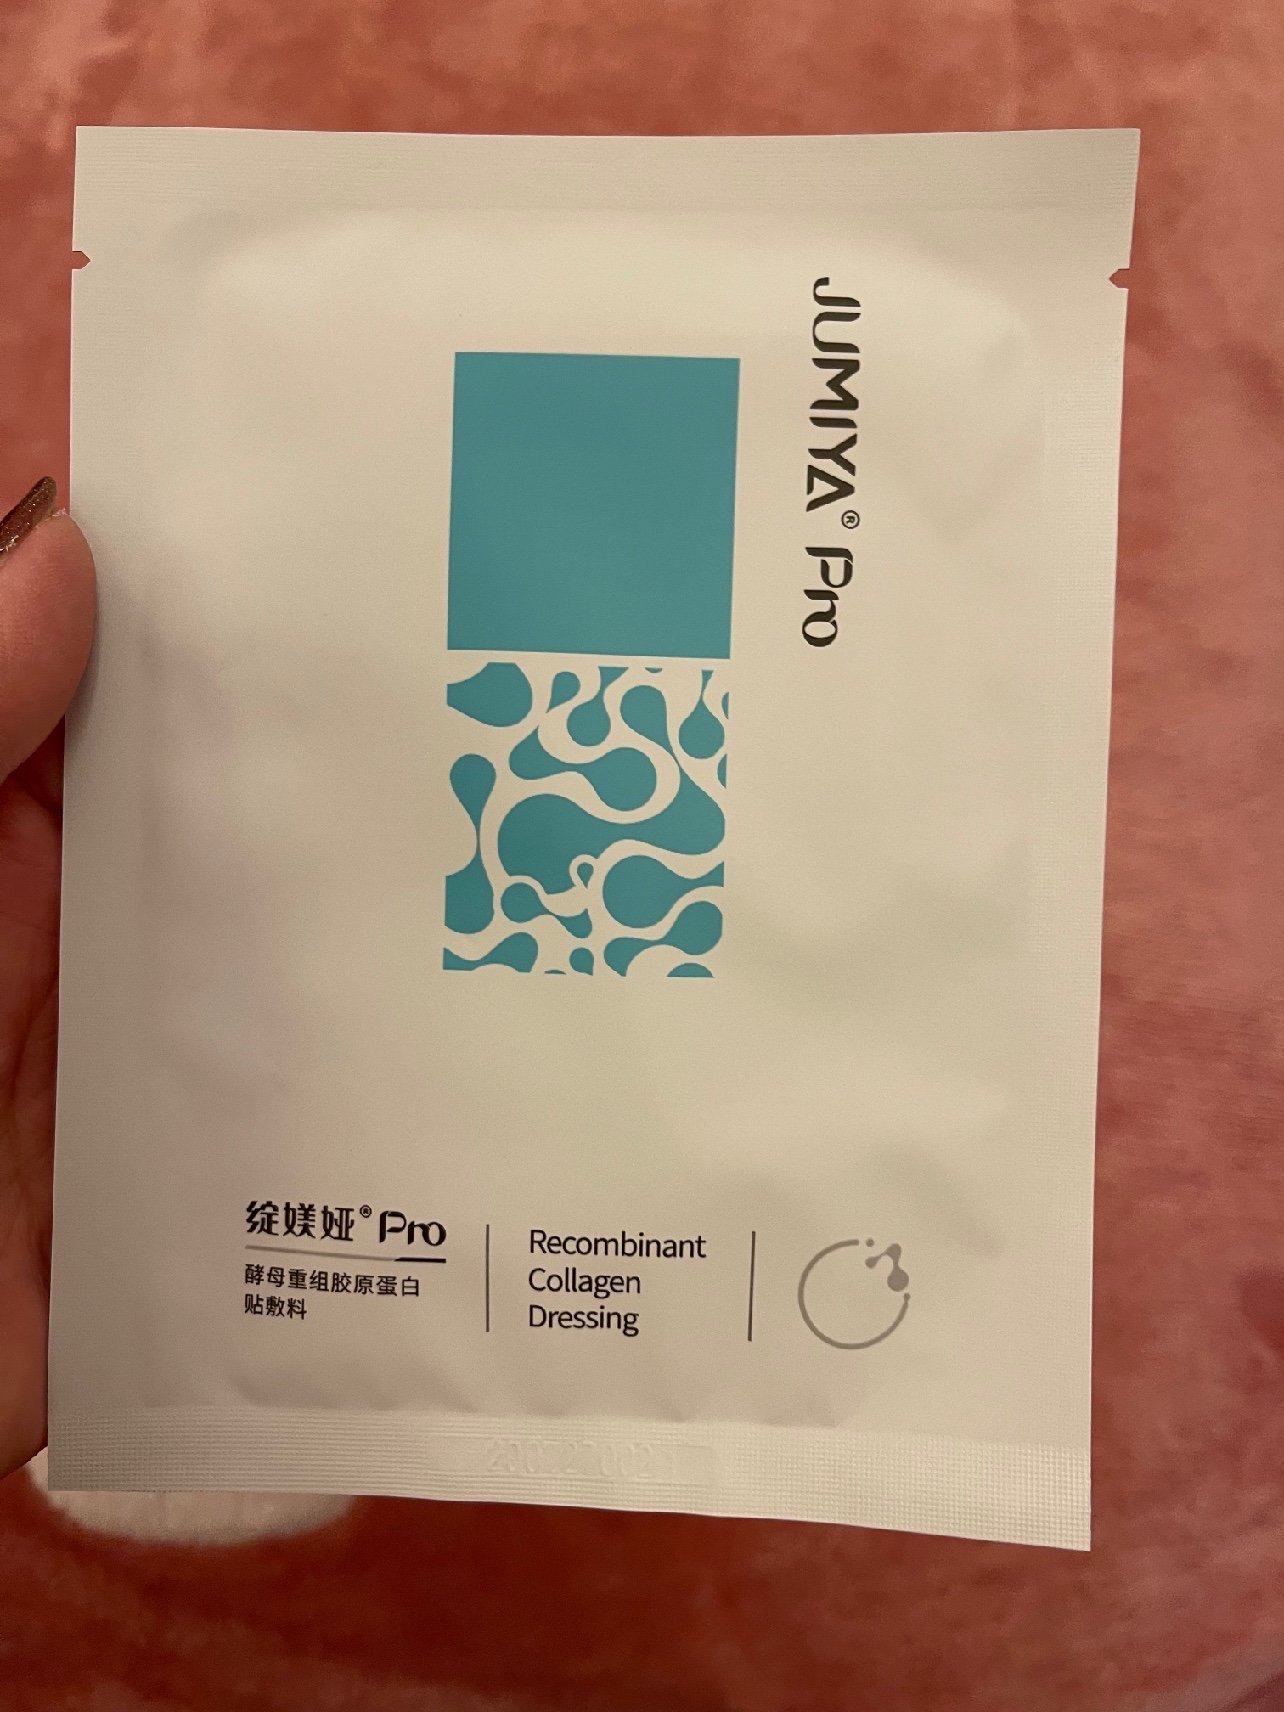 JUMIYA® Pro
绽媄娅® Pro
酵母重组胶原蛋白
贴敷料
Recombinant
Collagen
Dressing